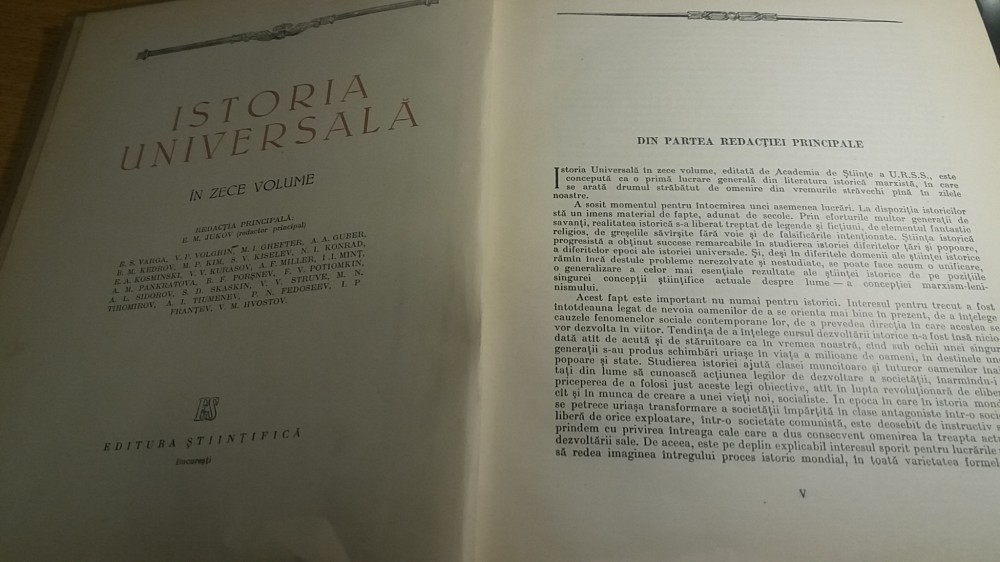 ISTORIA
UNIVERSALĂ
ÎN ZECE VOLUME
REDACȚIA PRINCIPALĂ:
E. M. JUKOV (redactor principal)
E. S. VARGA, V. P. VOLGHIN, M. I. GHEFTER, A. A. GUBER,
B. M. KEDROV, M. P. KIM, S. V. KISELEV, N. I. KONRAD,
E. A. KOSMINSKI, V. V. KURASOV, A. F. MILLER, I. I. MINT,
A. M. PANKRATOVA, B. F. PORȘNEV, F. V. POTIOMKIN,
A. L. SIDOROV, S. D. SKASKIN, V. V. STRUVE, M. N.
TIHOMIROV, A. I. TIUMENEV, P. N. FEDOSEEV, I. P.
FRANȚEV, V. M. HVOSTOV.
EDITURA ȘTIINȚIFICĂ
București
DIN PARTEA REDACȚIEI PRINCIPALE
Istoria Universală în zece volume, editată de Academia de Științe a U.R.S.S., este
concepută ca o primă lucrare generală din literatura istorică marxistă, în care
se arată drumul străbătut de omenire din vremurile străvechi pînă în zilele
noastre.
A sosit momentul pentru întocmirea unei asemenea lucrări. La dispoziția istoricilor
stă un imens material de fapte, adunat de secole. Prin eforturile multor generații de
savanți, realitatea istorică s-a liberat treptat de legende și ficțiuni, de elementul fantastic
religios, de greșelile săvîrșite fără voie și de falsificările intenționate. Știința istorică
progresistă a obținut succese remarcabile în studierea istoriei diferitelor țări și popoare,
a diferitelor epoci ale istoriei universale. Și, deși în diferitele domenii ale științei istorice
rămîn încă destule probleme nerezolvate și nestudiate, se poate face acum o unificare,
o generalizare a celor mai esențiale rezultate ale științei istorice de pe pozițiile
singurei concepții științifice actuale despre lume — a concepției marxism-leni-
nismului.
Acest fapt este important nu numai pentru istorici. Interesul pentru trecut a fost
întotdeauna legat de nevoia oamenilor de a se orienta mai bine în prezent, de a înțelege
cauzele fenomenelor sociale contemporane lor, de a prevedea direcția în care acestea se
vor dezvolta în viitor. Tendința de a înțelege cursul dezvoltării istorice n-a fost însă nicio-
dată atît de acută și de stăruitoare ca în vremea noastră, cînd sub ochii unei singur
generații s-au produs schimbări uriașe în viața a milioane de oameni, în destinele un
popoare și state. Studierea istoriei ajută clasei muncitoare și tuturor oamenilor înai
tați din lume să cunoască acțiunea legilor de dezvoltare a societății, înarmîndu-i
priceperea de a folosi just aceste legi obiective, atît în lupta revoluționară de eliber
cît și în munca de creare a unei vieți noi, socialiste. În epoca în care în istoria mond
se petrece uriașa transformare a societății împărțită în clase antagoniste într-o soci
liberă de orice exploatare, într-o societate comunistă, este deosebit de instructiv s
prindem cu privirea întreaga cale care a dus consecvent omenirea la treapta actu
dezvoltării sale. De aceea, este pe deplin explicabil interesul sporit pentru lucrările
să redea imaginea întregului proces istoric mondial, în toată varietatea formel
V